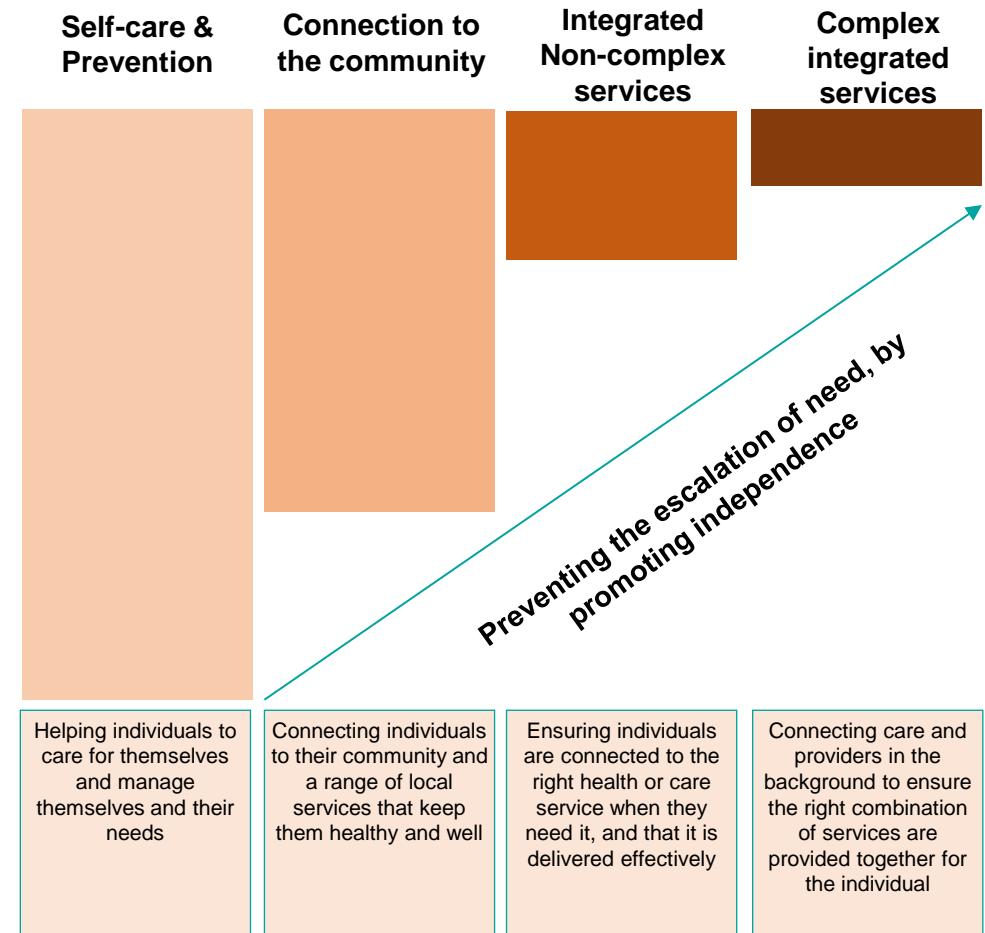 Self-care &
Prevention
Connection to
the community
Integrated
Non-complex
services
Complex
integrated
services
Preventing the escalation of need, by
promoting independence
Helping individuals to
care for themselves
and manage
themselves and their
needs
Connecting individuals
to their community and
a range of local
services that keep
them healthy and well
Ensuring individuals
are connected to the
right health or care
service when they
need it, and that it is
delivered effectively
Connecting care and
providers in the
background to ensure
the right combination
of services are
provided together for
the individual